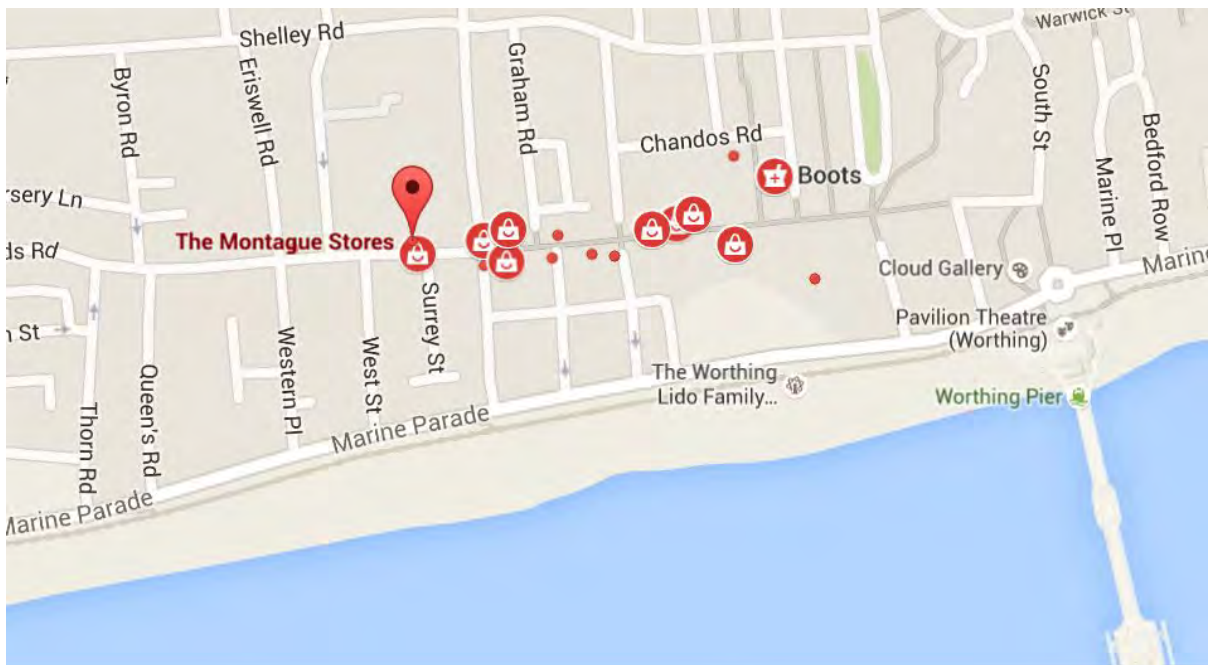 Shelley Rd
Warwick St
Byron Rd
Eriswell Rd
Graham Rd
South St
Bedford Row
Marine Pl
Chandos Rd
Boots
rsery Ln
The Montague Stores
ds Rd
Cloud Gallery
Marine
Surrey St
Pavilion Theatre
(Worthing)
n St
Western Pl
West St
Queen's Rd
Thorn Rd
The Worthing
Lido Family...
Worthing Pier
Marine Parade
Marine Parade